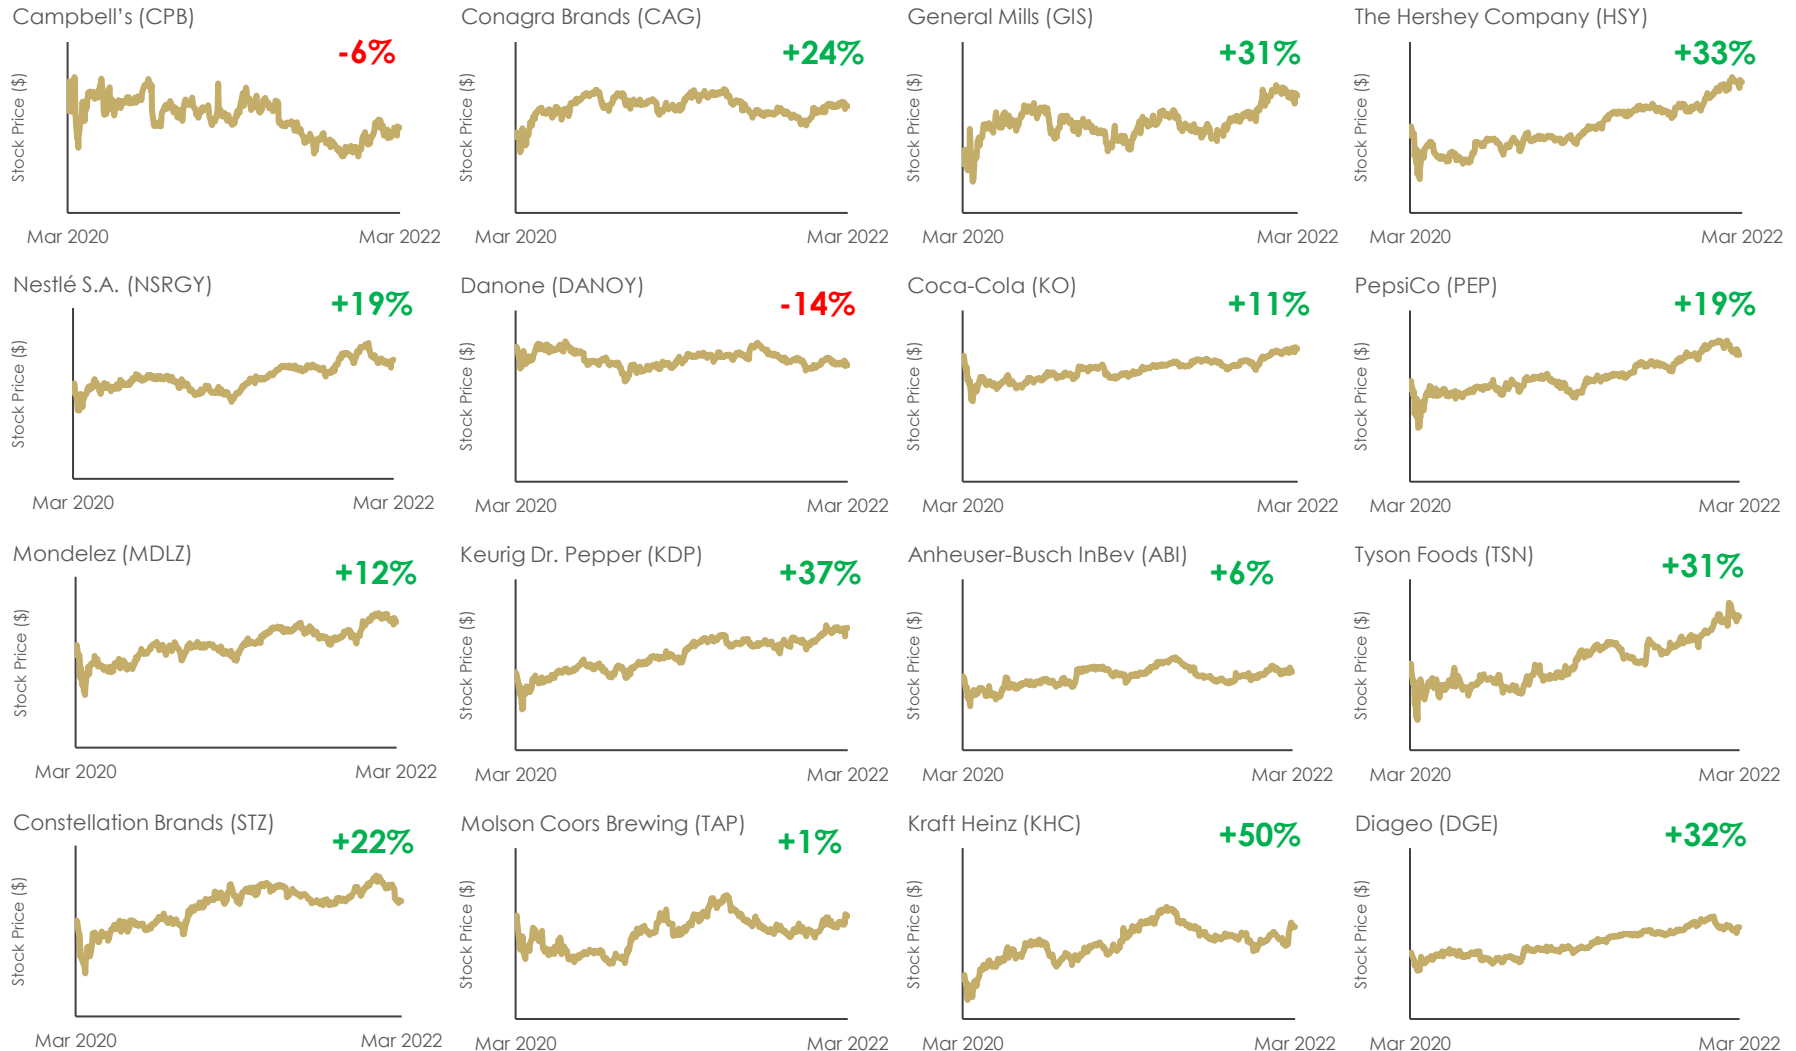 Campbell's (CPB)
-6%
Stock Price ($)
Mar 2020
Mar 2022
Conagra Brands (CAG)
+24%
Stock Price ($)
Mar 2020
Mar 2022
General Mills (GIS)
+31%
Stock Price ($)
Mar 2020
Mar 2022
The Hershey Company (HSY)
+33%
Stock Price ($)
Mar 2020
Mar 2022
Nestlé S.A. (NSRGY)
+19%
Stock Price ($)
Mar 2020
Mar 2022
Danone (DANOY)
-14%
Stock Price ($)
Mar 2020
Mar 2022
Coca-Cola (KO)
+11%
Stock Price ($)
Mar 2020
Mar 2022
PepsiCo (PEP)
+19%
Stock Price ($)
Mar 2020
Mar 2022
Mondelez (MDLZ)
+12%
Stock Price ($)
Mar 2020
Mar 2022
Keurig Dr. Pepper (KDP)
+37%
Stock Price ($)
Mar 2020
Mar 2022
Anheuser-Busch InBev (ABI)
+6%
Stock Price ($)
Mar 2020
Mar 2022
Tyson Foods (TSN)
+31%
Stock Price ($)
Mar 2020
Mar 2022
Constellation Brands (STZ)
+22%
Stock Price ($)
Mar 2020
Mar 2022
Molson Coors Brewing (TAP)
+1%
Stock Price ($)
Mar 2020
Mar 2022
Kraft Heinz (KHC)
+50%
Stock Price ($)
Mar 2020
Mar 2022
Diageo (DGE)
+32%
Stock Price ($)
Mar 2020
Mar 2022